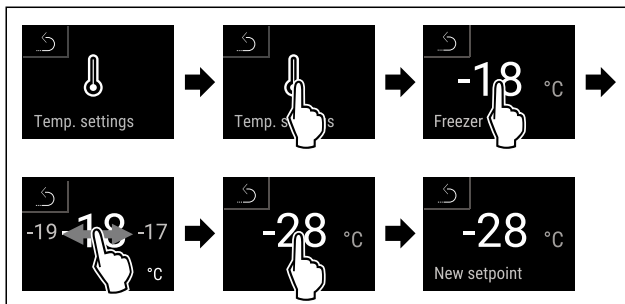 Temp. settings
Temp. s s
-18 °C
Freezer
-19 -18 -17
°C
-28 °C
-28 °C
New setpoint